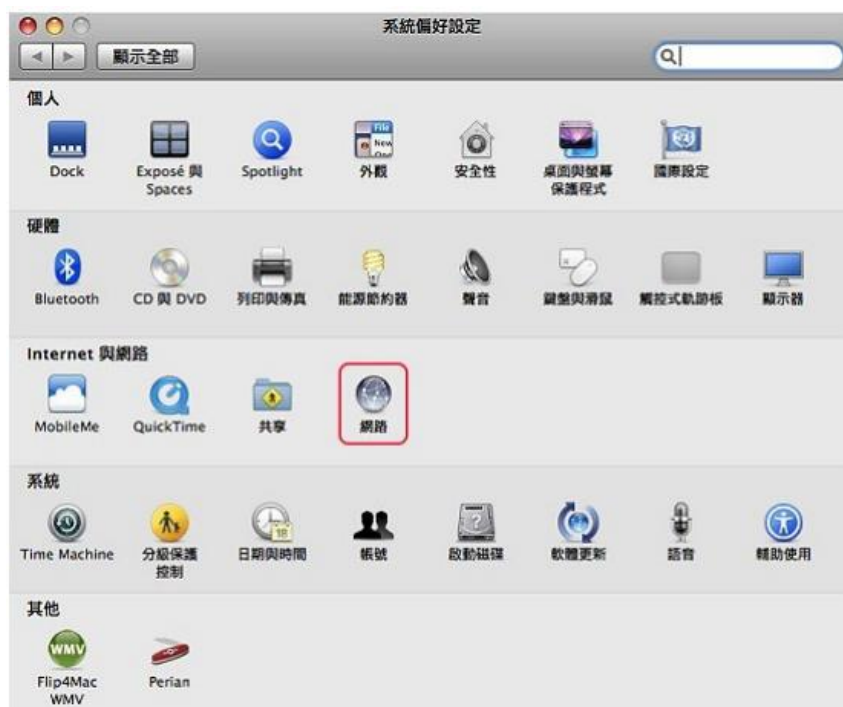 系統偏好設定
顯示全部
個人
Dock
Exposé 與
Spaces
Spotlight
外觀
安全性
桌面與螢幕
保護程式
國際設定
硬體
Bluetooth
CD 與 DVD
列印與傳真
能源節約器
聲音
鍵盤與滑鼠
觸控式軌跡板
顯示器
Internet 與網路
MobileMe
QuickTime
共享
網路
系統
Time Machine
分級保護
控制
日期與時間
帳號
啟動磁碟
軟體更新
語音
輔助使用
其他
Flip4Mac
WMV
Perian
File
New
18
WMV